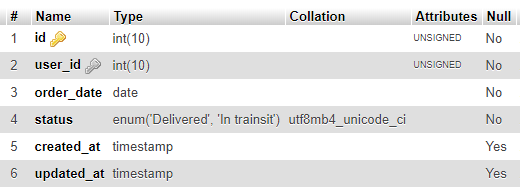 # Name Type Collation Attributes Null
1 id int(10) UNSIGNED No
2 user_id int(10) UNSIGNED No
3 order_date date No
4 status enum('Delivered', 'In trainsit') utf8mb4_unicode_ci No
5 created_at timestamp Yes
6 updated_at timestamp Yes